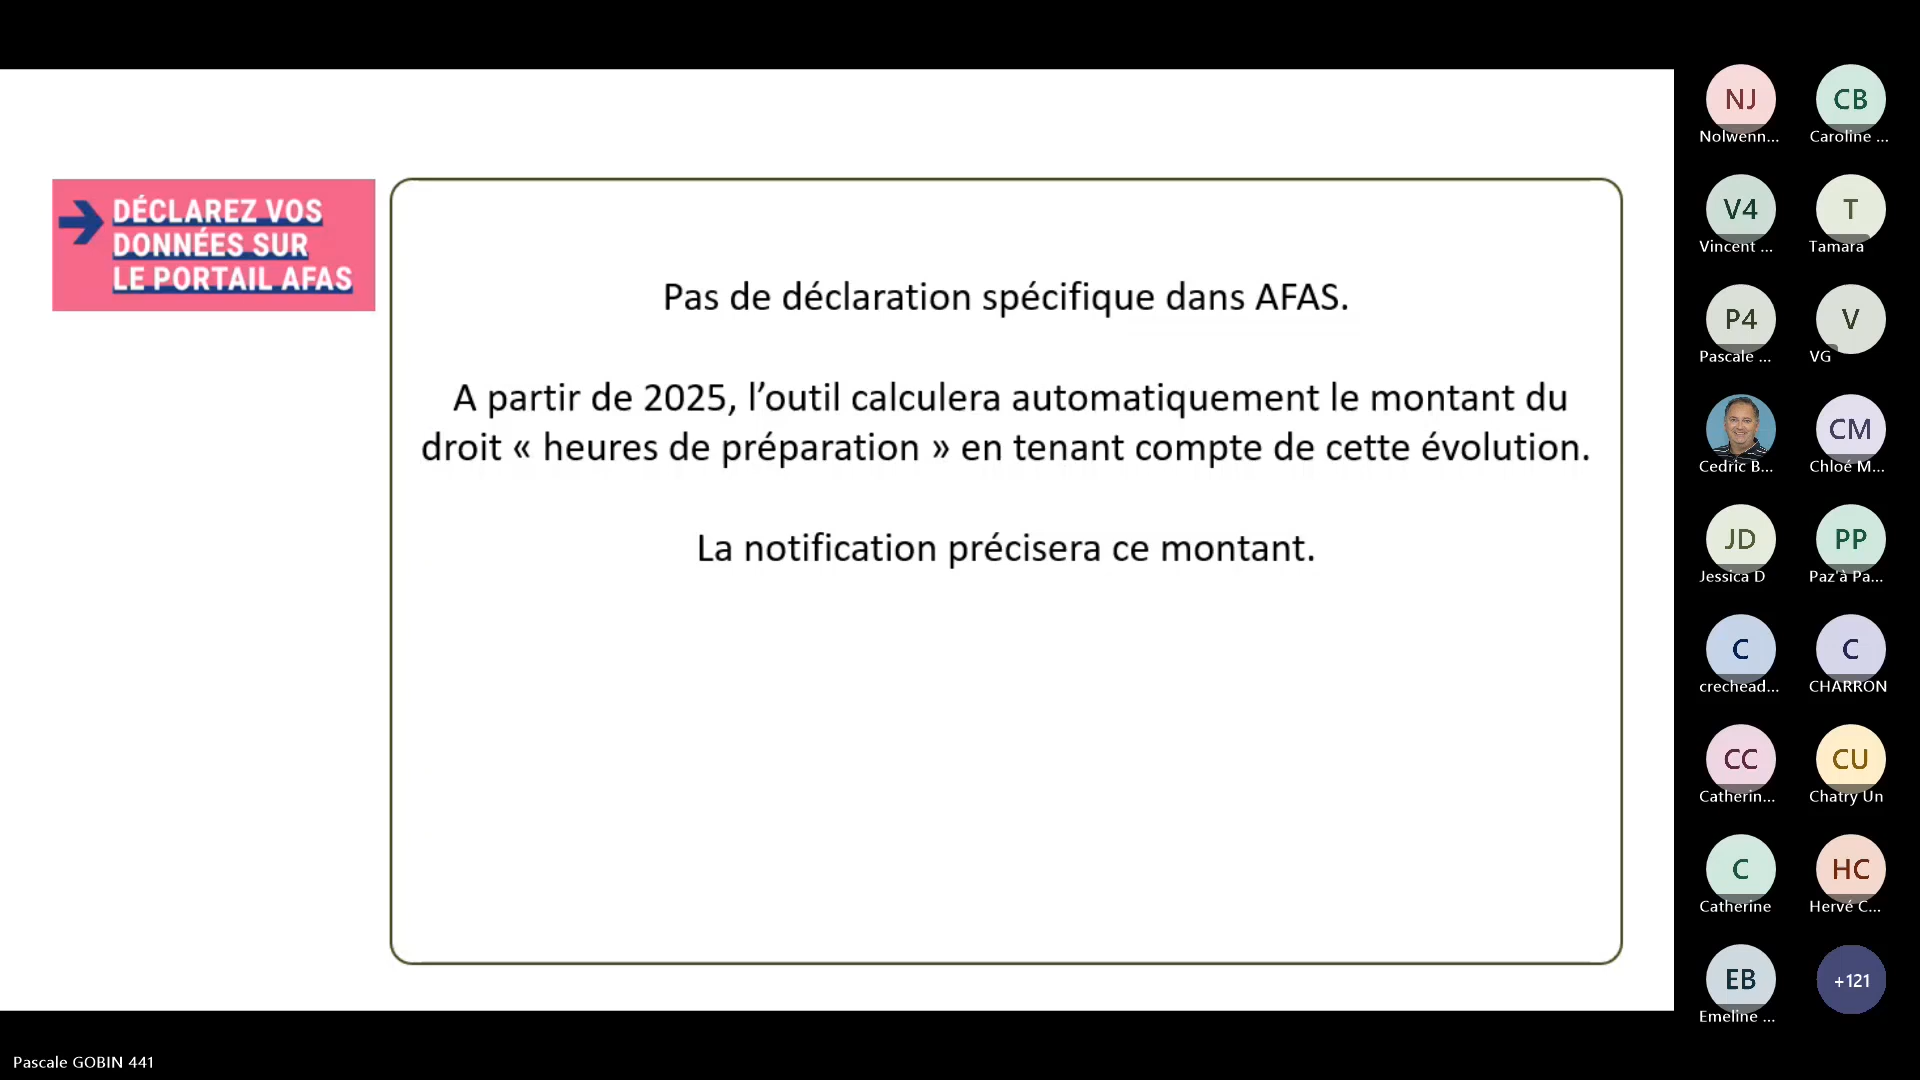 DÉCLAREZ VOS
DONNÉES SUR
LE PORTAIL AFAS
Pas de déclaration spécifique dans AFAS.
A partir de 2025, l’outil calculera automatiquement le montant du
droit « heures de préparation » en tenant compte de cette évolution.
La notification précisera ce montant.
NJ
Nolwenn...
CB
Caroline ...
V4
Vincent ...
T
Tamara
P4
Pascale ...
V
VG
Cedric B...
CM
Chloé M...
JD
Jessica D
PP
Paz'à Pa...
C
crechead...
C
CHARRON
CC
Catherin...
CU
Chatry Un
C
Catherine
HC
Hervé C...
EB
Emeline ...
+121
Pascale GOBIN 441